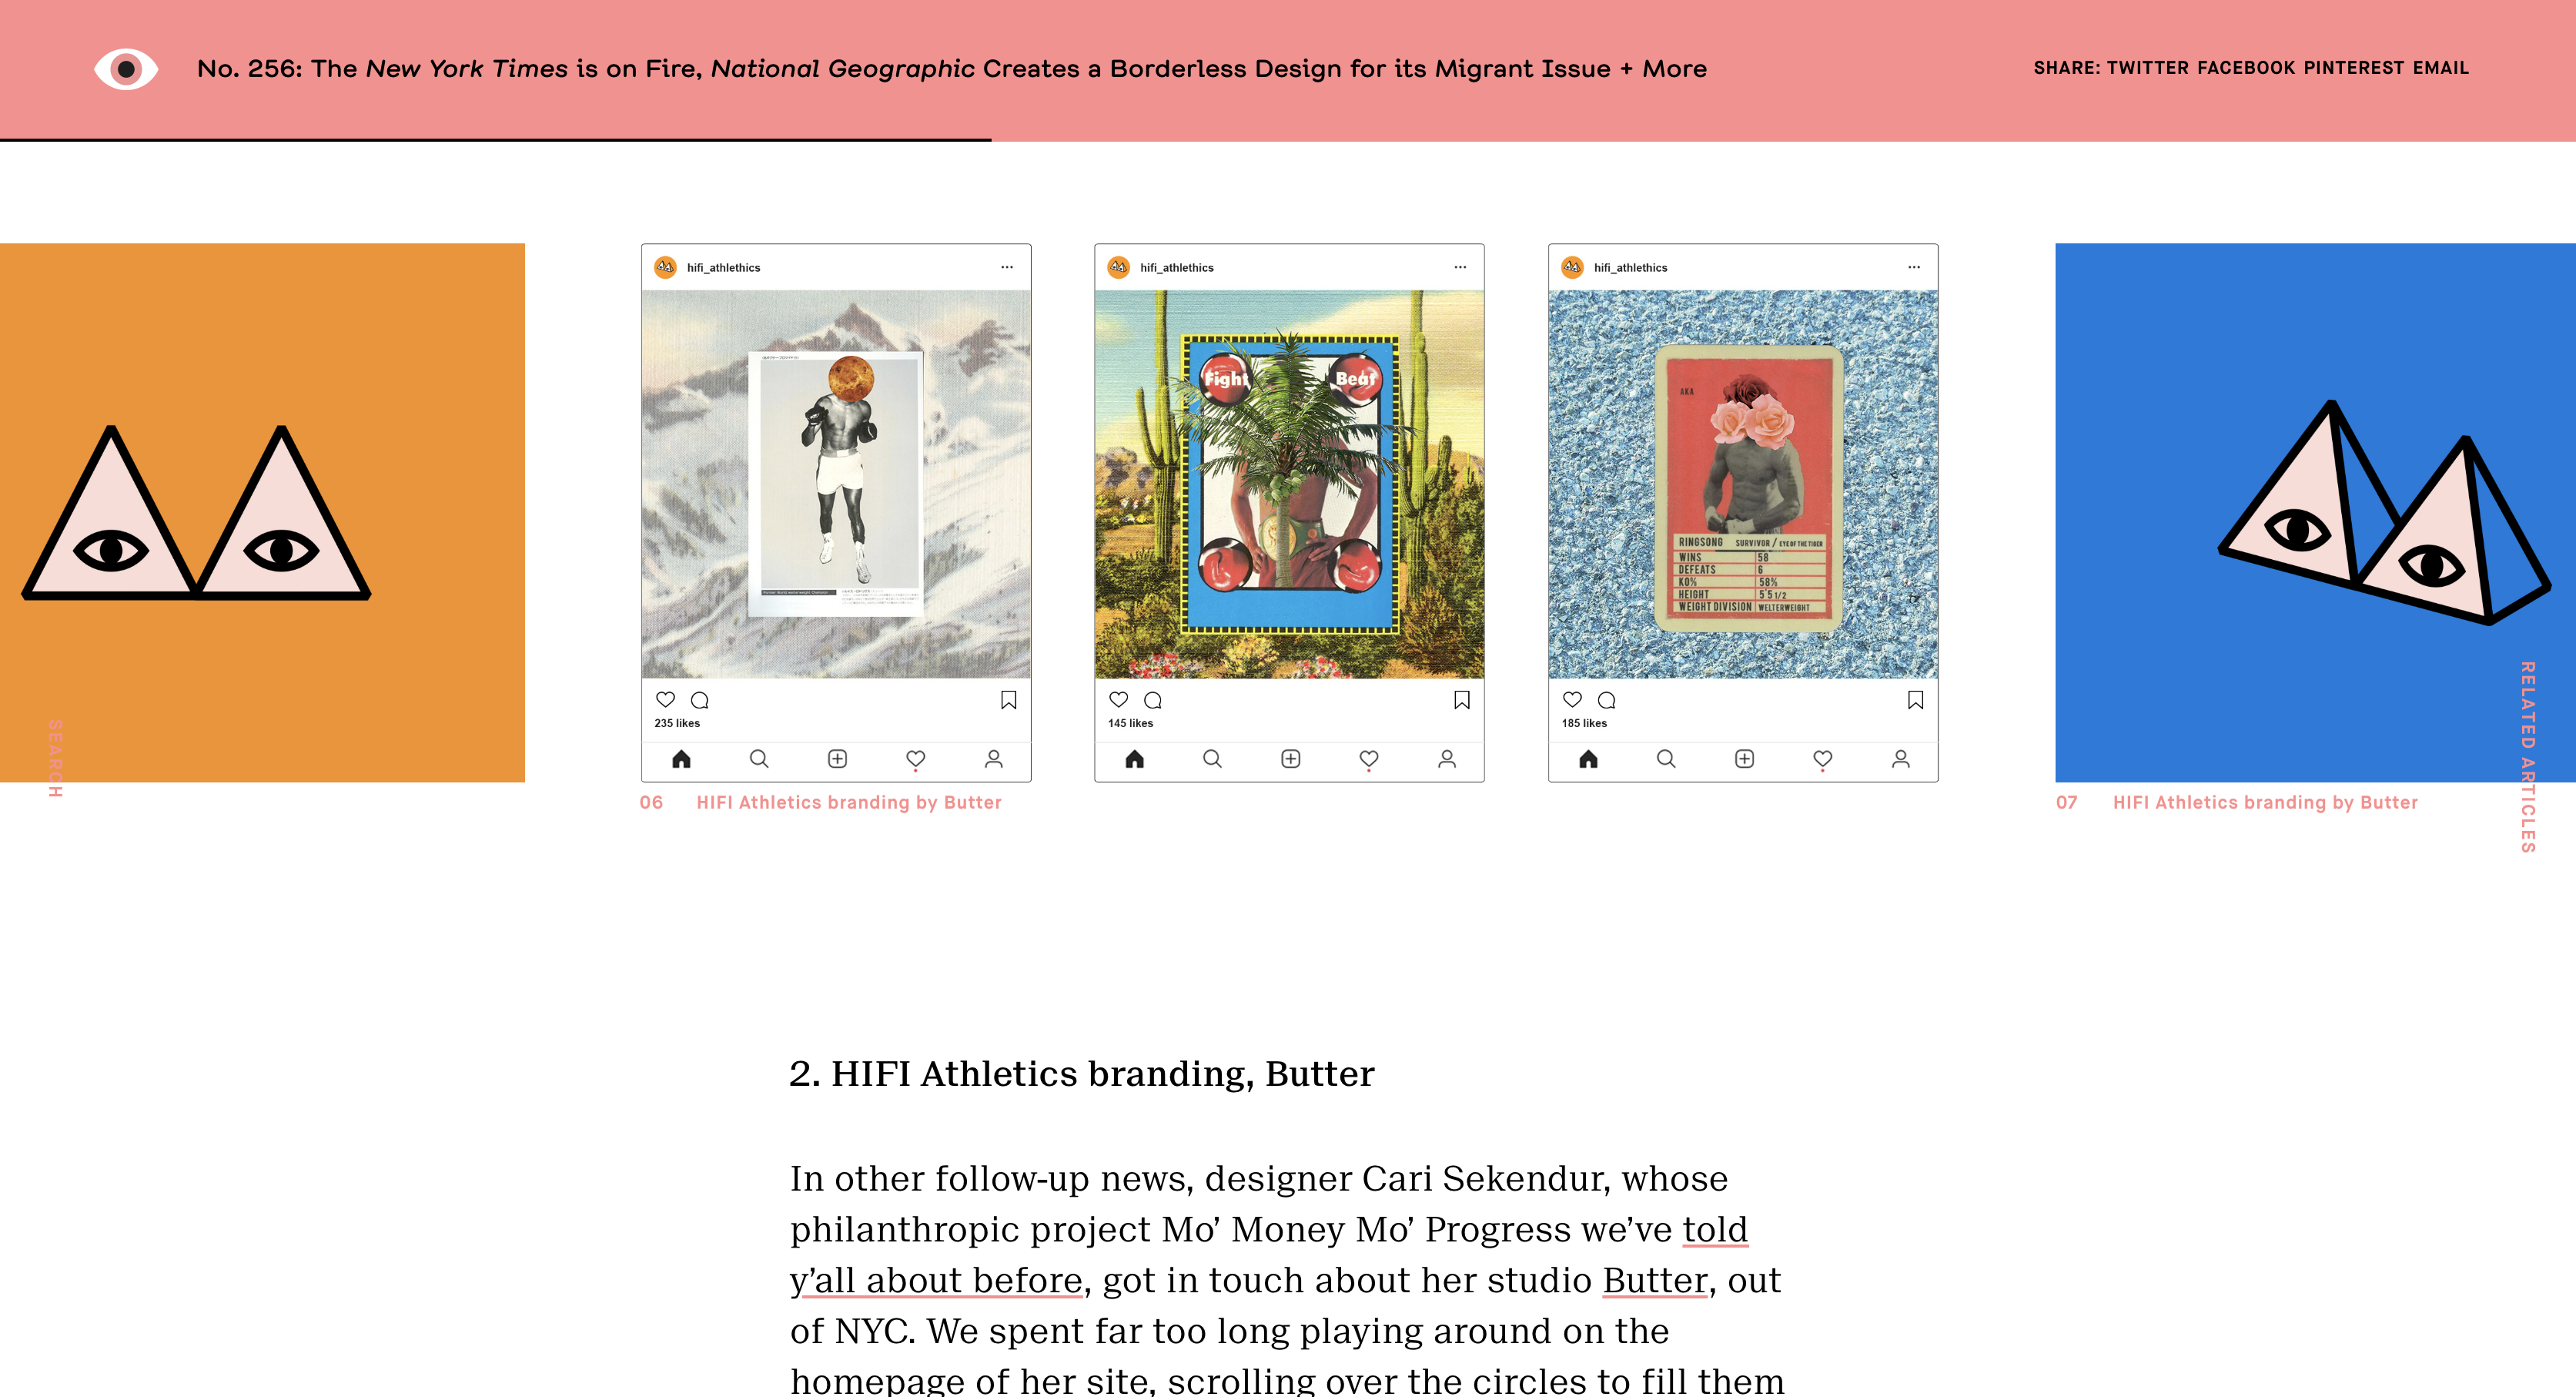 No. 256: The New York Times is on Fire, National Geographic Creates a Borderless Design for its Migrant Issue + More
SHARE: TWITTER FACEBOOK PINTEREST EMAIL
hifi_athlethics
235 likes
hifi_athlethics
Fight
Beat
145 likes
hifi_athlethics
AKA
RINGSONG SURVIVOR / EYE OF THE TIGER
WINS 58
DEFEATS 6
KO% 58%
HEIGHT 5'5 1/2
WEIGHT DIVISION WELTERWEIGHT
185 likes
SEARCH
RELATED ARTICLES
06 HIFI Athletics branding by Butter
07 HIFI Athletics branding by Butter
2. HIFI Athletics branding, Butter
In other follow-up news, designer Cari Sekendur, whose
philanthropic project Mo’ Money Mo’ Progress we’ve told
y’all about before, got in touch about her studio Butter, out
of NYC. We spent far too long playing around on the
homepage of her site, scrolling over the circles to fill them